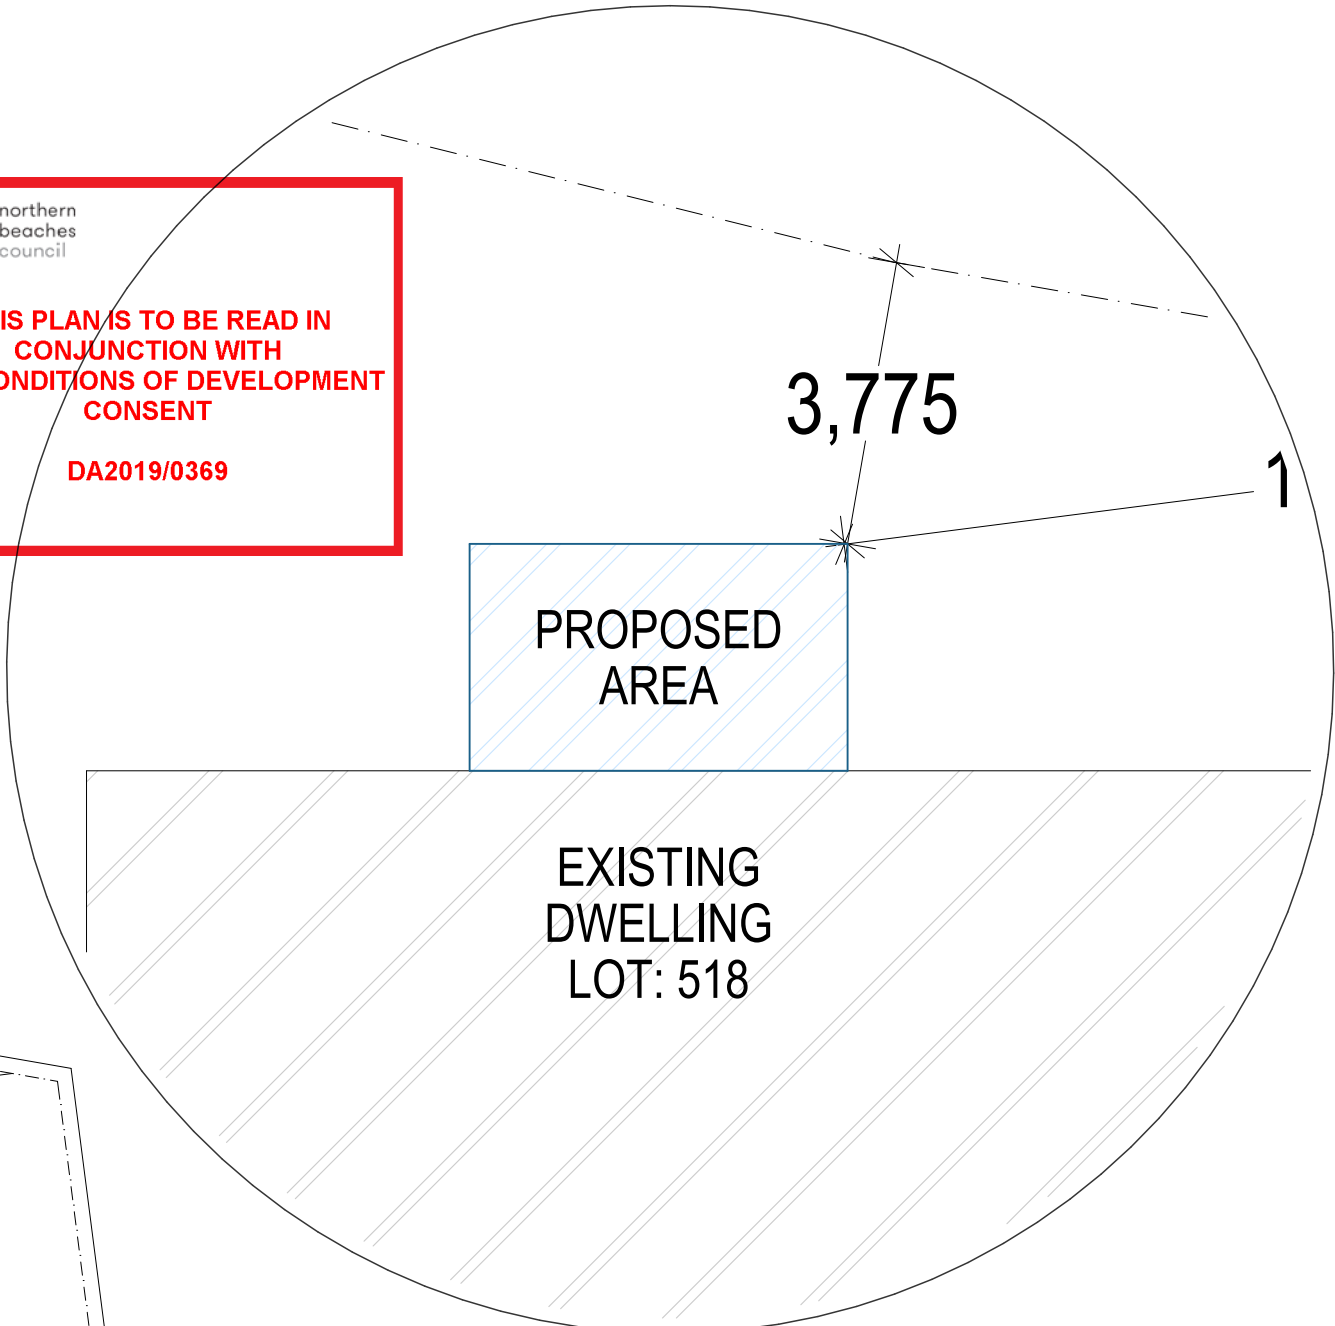 northern
beaches
council
IS PLAN IS TO BE READ IN
CONJUNCTION WITH
ONDITIONS OF DEVELOPMENT
CONSENT
DA2019/0369
3,775
1
PROPOSED
AREA
EXISTING
DWELLING
LOT: 518